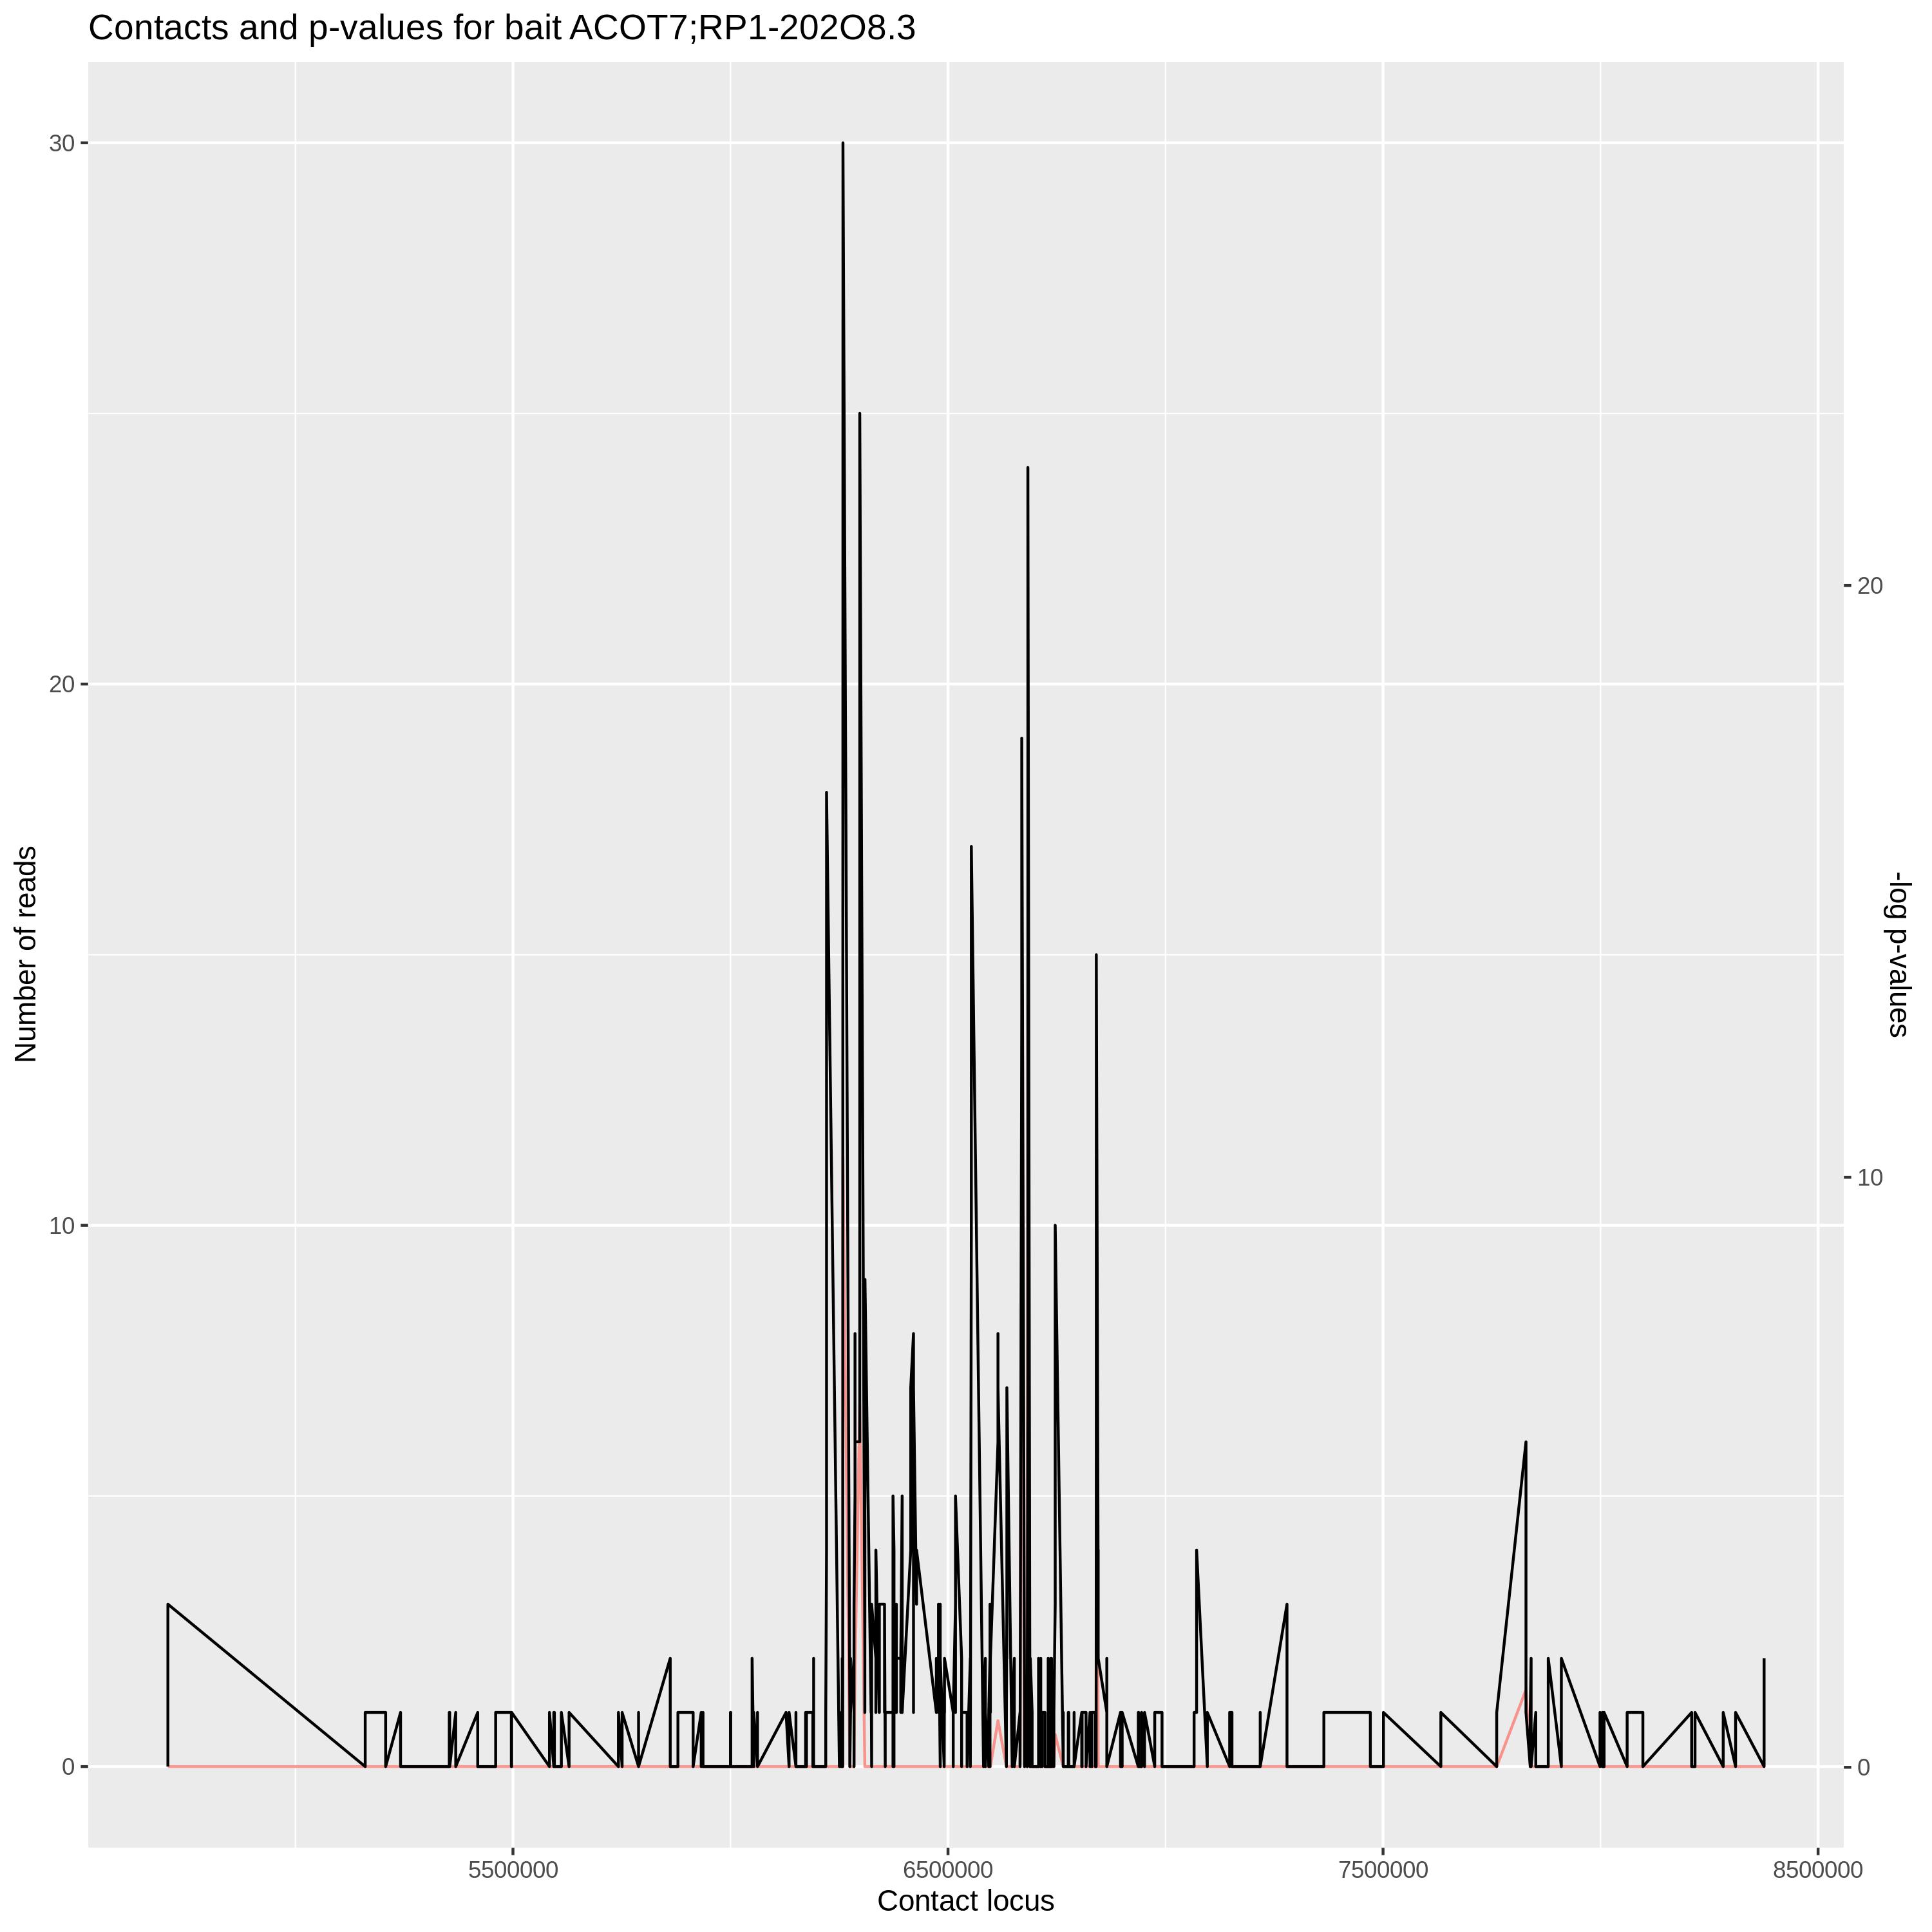 Contacts and p-values for bait ACOT7;RP1-202O8.3
30
20
10
0
Number of reads
20
10
0
-log p-values
5500000
6500000
7500000
8500000
Contact locus